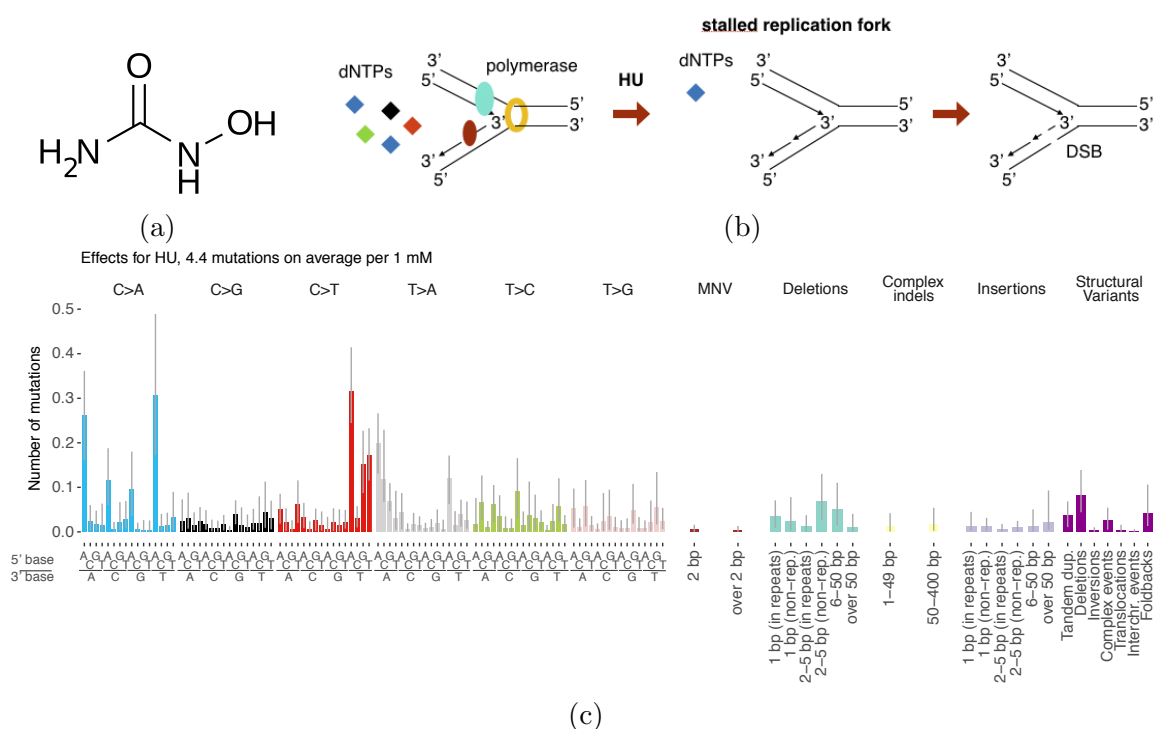 O
H2N
N
H
OH
(a)
dNTPs
3'
5'
polymerase
3'
5'
3'
3'
5'
HU
stalled replication fork
dNTPs
3'
5'
3'
5'
3'
3'
5'
3'
5'
3'
5'
3'
3'
5'
DSB
(b)
Effects for HU, 4.4 mutations on average per 1 mM
C>A C>G C>T T>A T>C T>G MNV Deletions Complex indels Insertions Structural Variants
Number of mutations
0.5
0.4
0.3
0.2
0.1
0.0
5' base
A C G T A C G T A C G T A C G T A C G T A C G T A C G T A C G T A C G T A C G T A C G T A C G T A C G T A C G T A C G T A C G T A C G T A C G T A C G T A C G T A C G T A C G T A C G T A C G T
3' base
A C G T A C G T A C G T A C G T A C G T A C G T
2 bp
over 2 bp
1 bp (in repeats)
1 bp (non-rep.)
2–5 bp (in repeats)
2–5 bp (non-rep.)
6–50 bp
over 50 bp
1–49 bp
50–400 bp
1 bp (in repeats)
1 bp (non-rep.)
2–5 bp (in repeats)
2–5 bp (non-rep.)
6–50 bp
over 50 bp
Tandem dup.
Deletions
Inversions
Complex events
Translocations
Interchr. events
Foldbacks
(c)